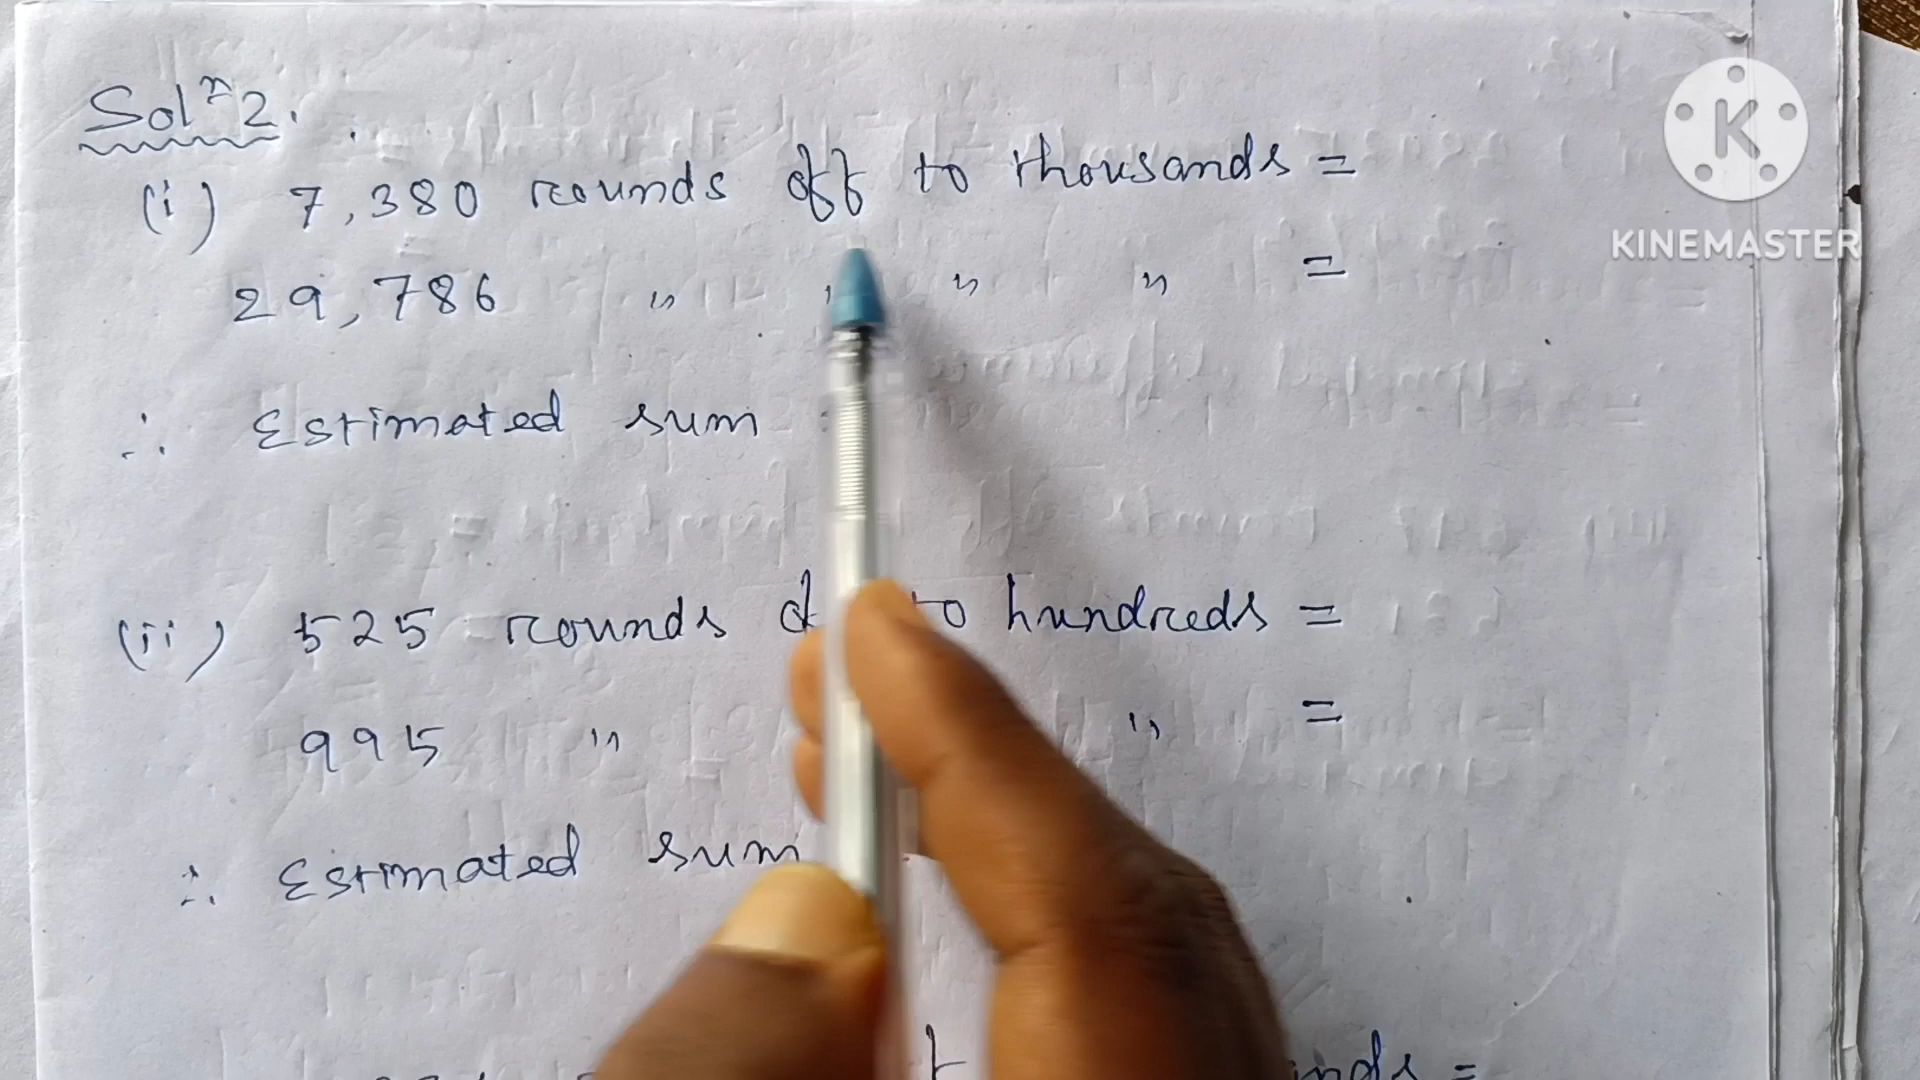 Solⁿ 2.
(i) 7,380 rounds off to thousands =
29,786 " " " " =
∴ Estimated sum
(ii) 525 rounds to hundreds =
995 " " =
∴ Estimated sum
K
KINEMASTER